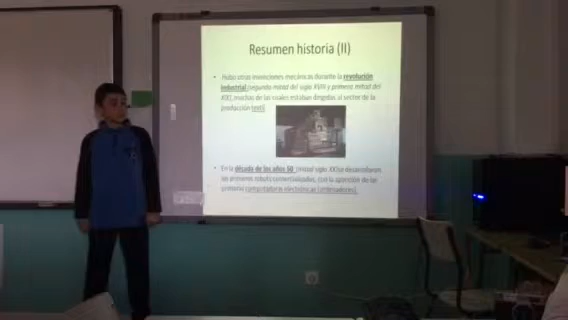 Resumen historia (II)
• Hubo otras invenciones mecánicas durante la revolución
industrial (segunda mitad del siglo XVIII y primera mitad del
XIX), muchas de las cuales estaban dirigidas al sector de la
producción textil
• En la década de los años 50 (mitad siglo XX) se desarrollaron
los primeros robots comercializados, con la aparición de las
primeras computadoras electrónicas (ordenadores).